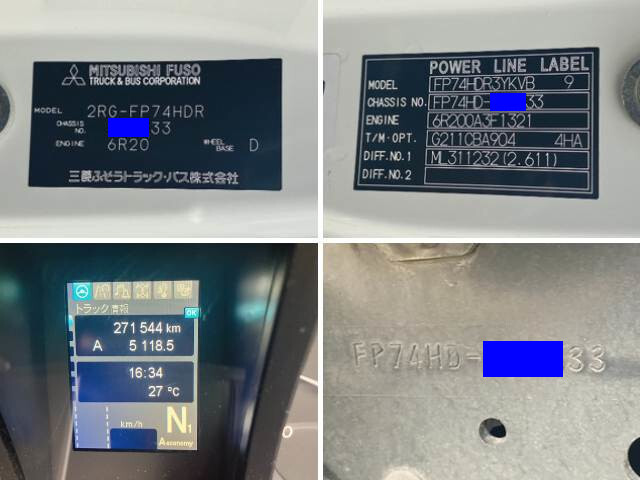 MITSUBISHI FUSO
TRUCK & BUS CORPORATION
MODEL 2RG-FP74HDR
CHASSIS NO. 33
ENGINE 6R20 WHEEL BASE D
三菱ふそうトラック・バス株式会社
POWER LINE LABEL
MODEL FP74HDR3YKVB 9
CHASSIS NO. FP74HD- 33
ENGINE 6R200A3F1321
T/M·OPT. G211CBA904 4HA
DIFF.NO.1 ML311232(2.611)
DIFF.NO.2
トラック情報
OK
271 544 km
A 5 118.5
16:34
27 °C
km/h
N1
A economy
0
FP74HD- 33